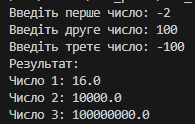 Введіть перше число: -2
Введіть друге число: 100
Введіть третє число: -100
Результат:
Число 1: 16.0
Число 2: 10000.0
Число 3: 100000000.0